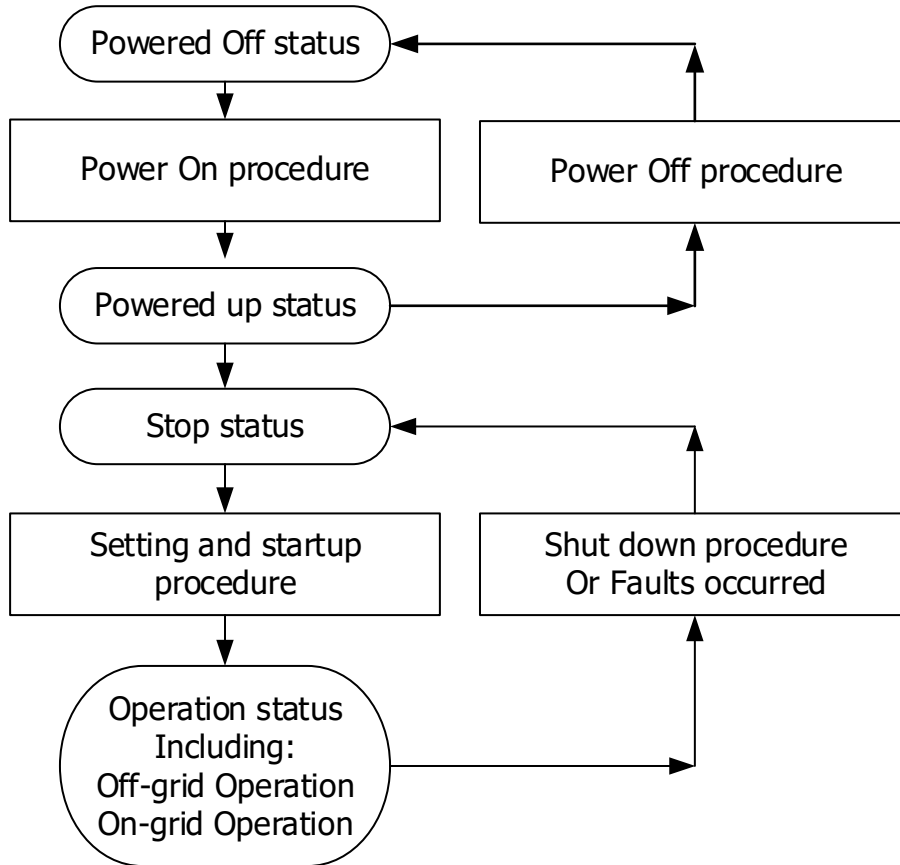 Powered Off status
Power On procedure
Power Off procedure
Powered up status
Stop status
Setting and startup
procedure
Shut down procedure
Or Faults occurred
Operation status
Including:
Off-grid Operation
On-grid Operation